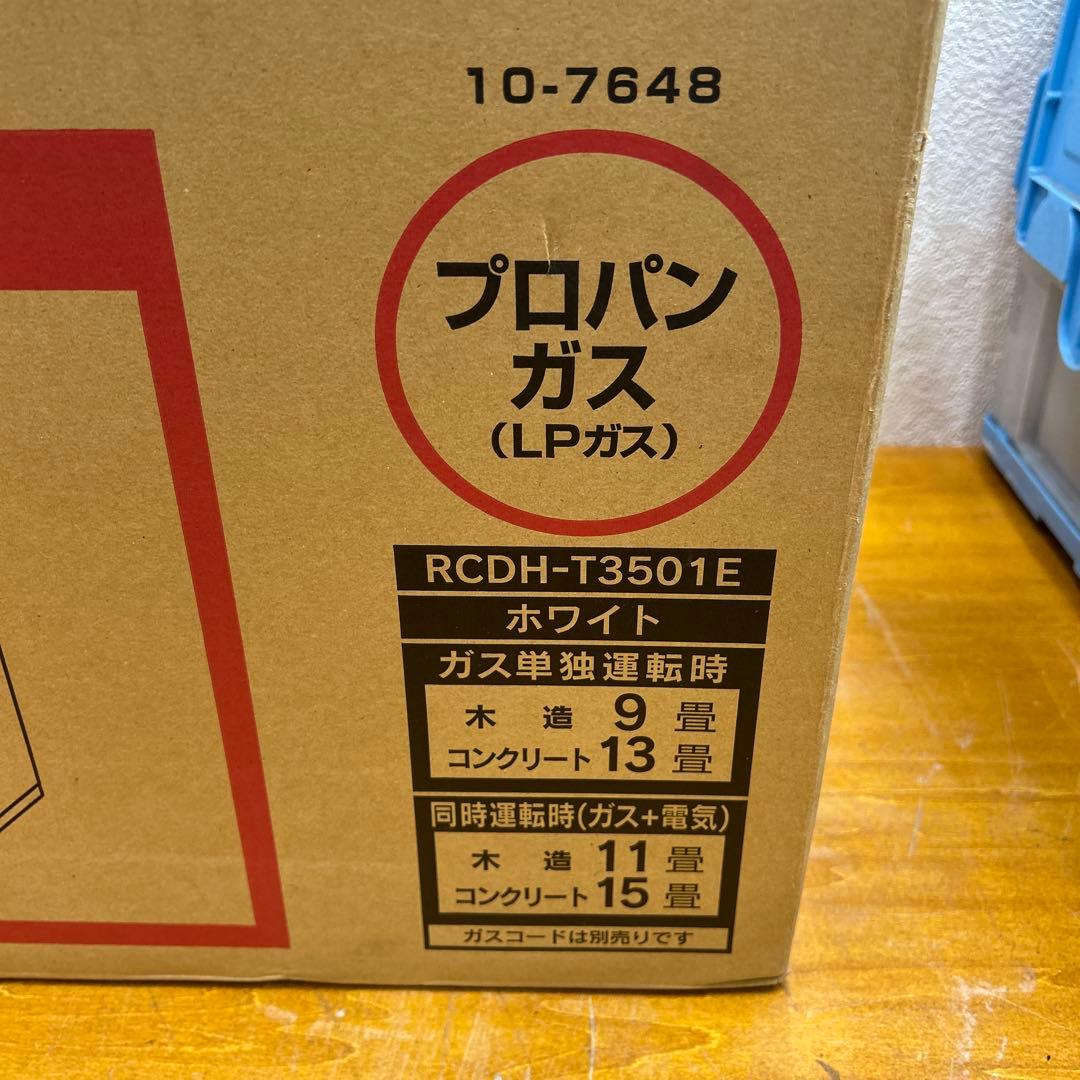 10-7648
プロパン
ガス
(LPガス)
RCDH-T3501E
ホワイト
ガス単独運転時
木 造 9 畳
コンクリート 13 畳
同時運転時(ガス+電気)
木 造 11 畳
コンクリート 15 畳
ガスコードは別売りです